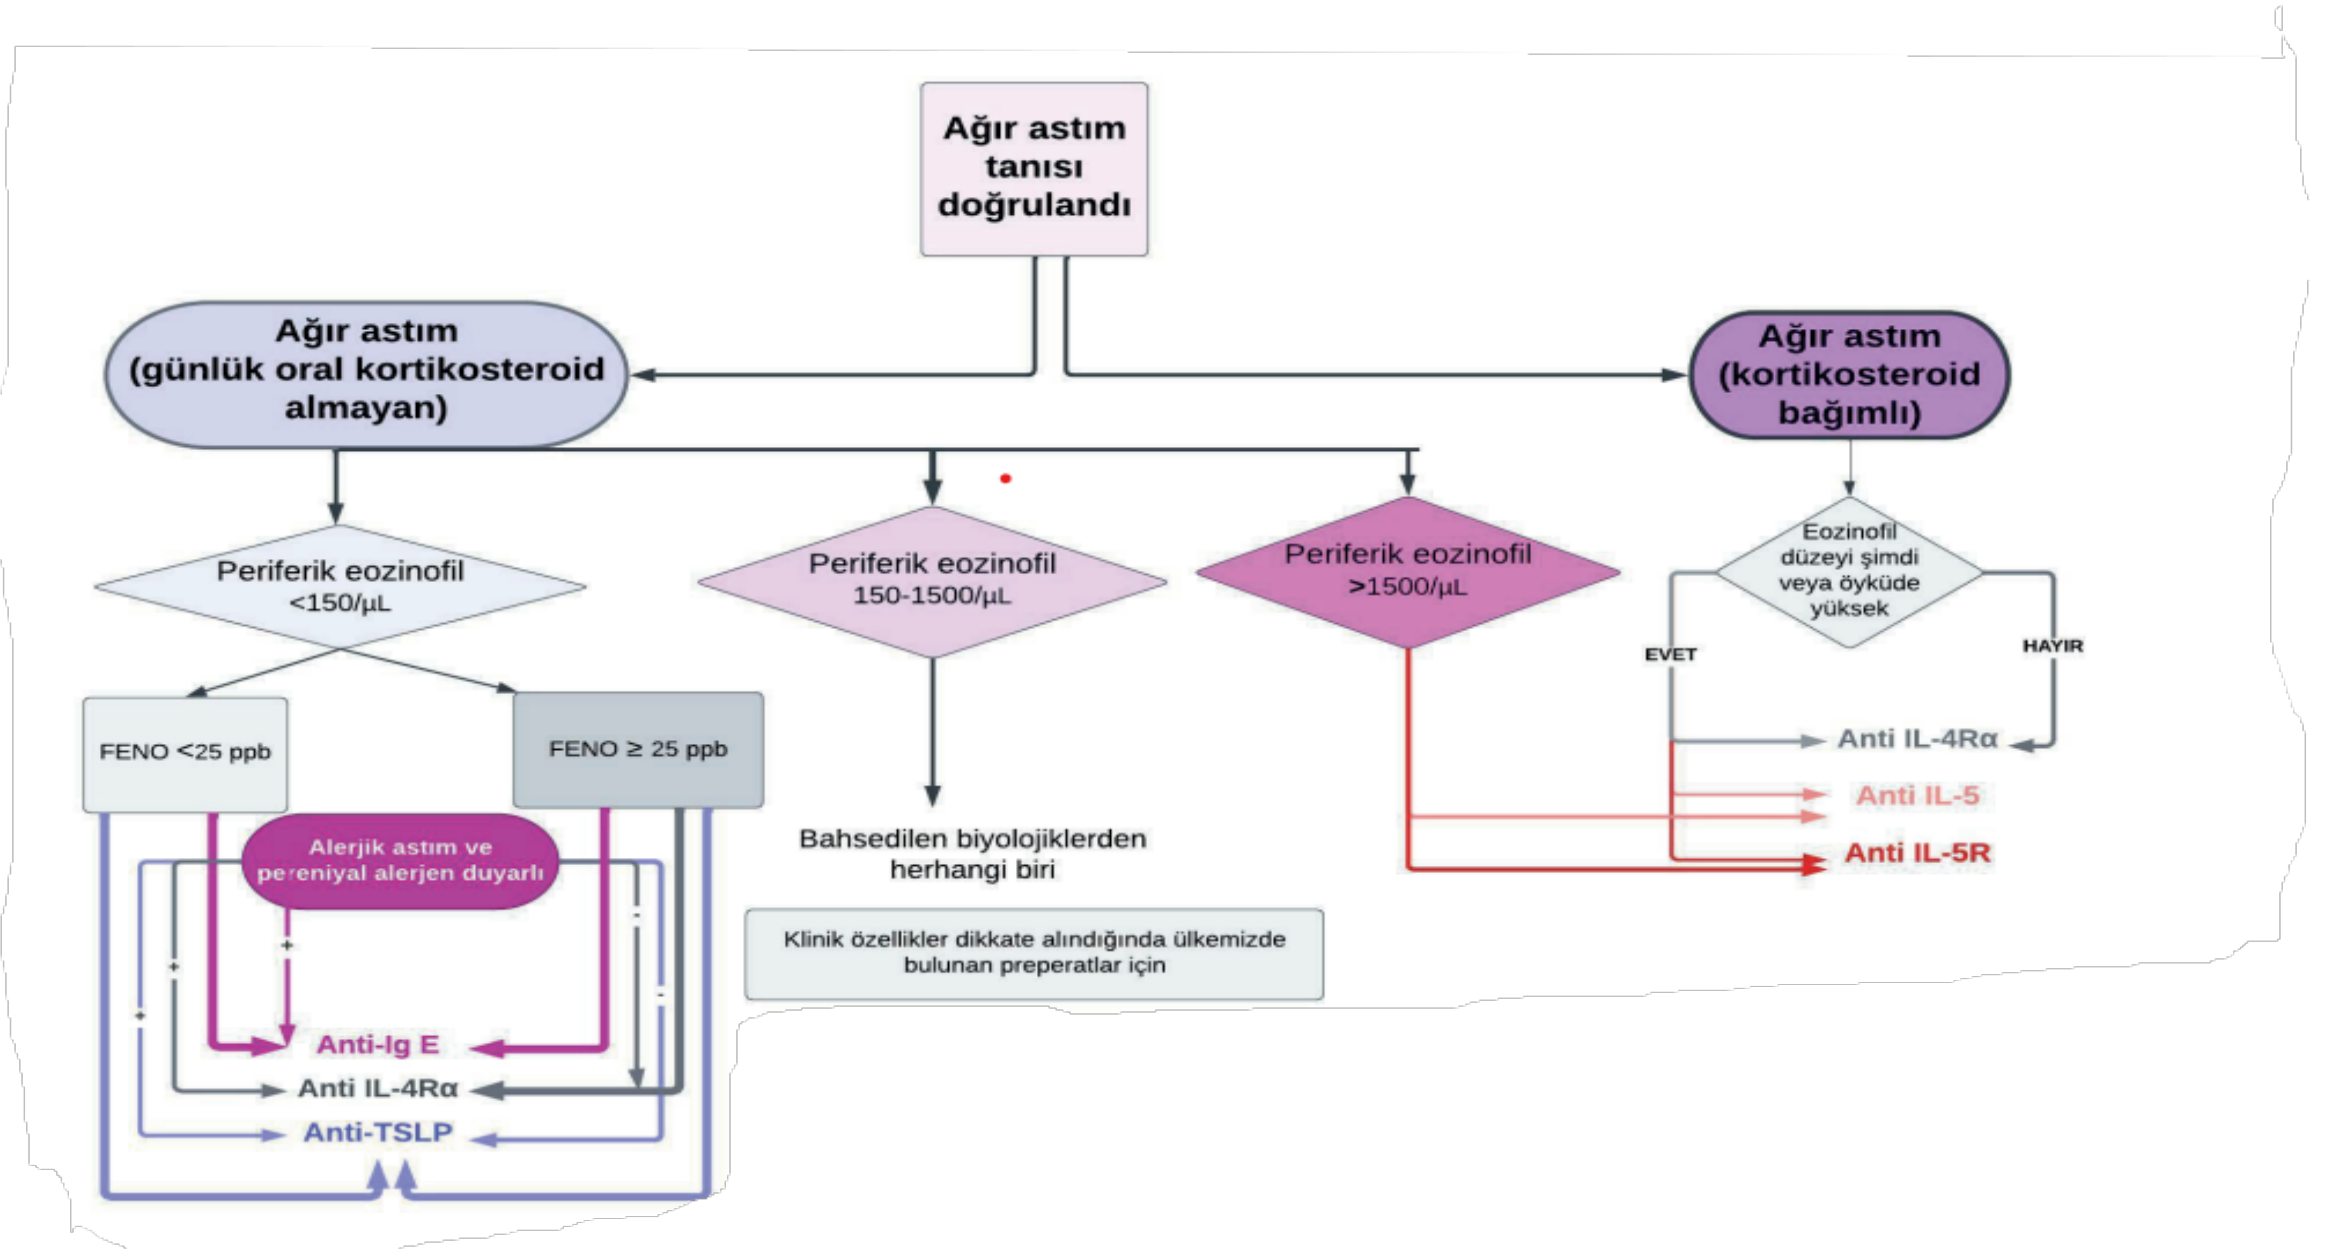 Ağır astım
tanısı
doğrulandı
Ağır astım
(günlük oral kortikosteroid
almayan)
Ağır astım
(kortikosteroid
bağımlı)
Periferik eozinofil
<150/µL
Periferik eozinofil
150-1500/µL
Periferik eozinofil
>1500/µL
Eozinofil
düzeyi şimdi
veya öyküde
yüksek
EVET
HAYIR
FENO <25 ppb
FENO ≥ 25 ppb
Anti IL-4Rα
Anti IL-5
Anti IL-5R
Alerjik astım ve
pereniyal alerjen duyarlı
Bahsedilen biyolojiklerden
herhangi biri
Klinik özellikler dikkate alındığında ülkemizde
bulunan preperatlar için
-
+
+
-
+
Anti-Ig E
Anti IL-4Rα
Anti-TSLP